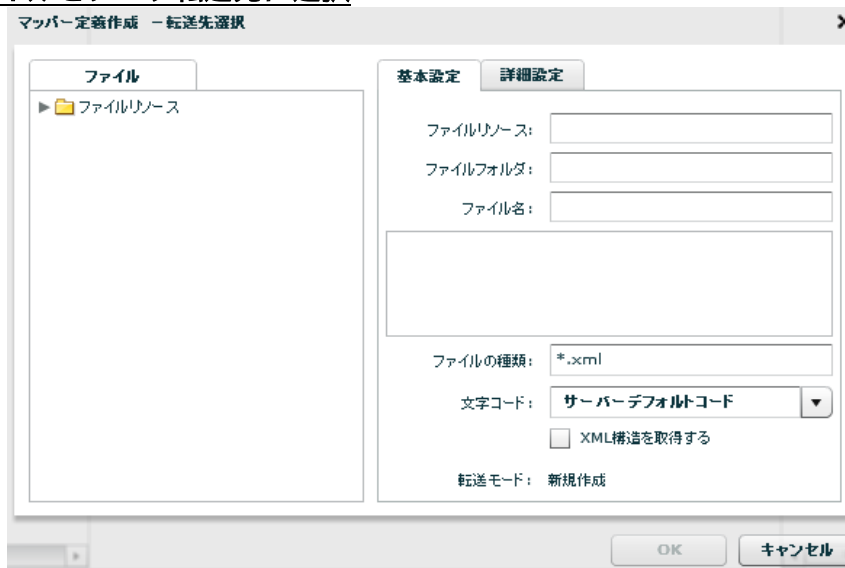 マッパー定義作成 －転送先選択
ファイル
ファイルリソース
基本設定 詳細設定
ファイルリソース:
ファイルフォルダ:
ファイル名:
ファイルの種類: *.xml
文字コード: サーバーデフォルトコード
XML構造を取得する
転送モード: 新規作成
OK キャンセル